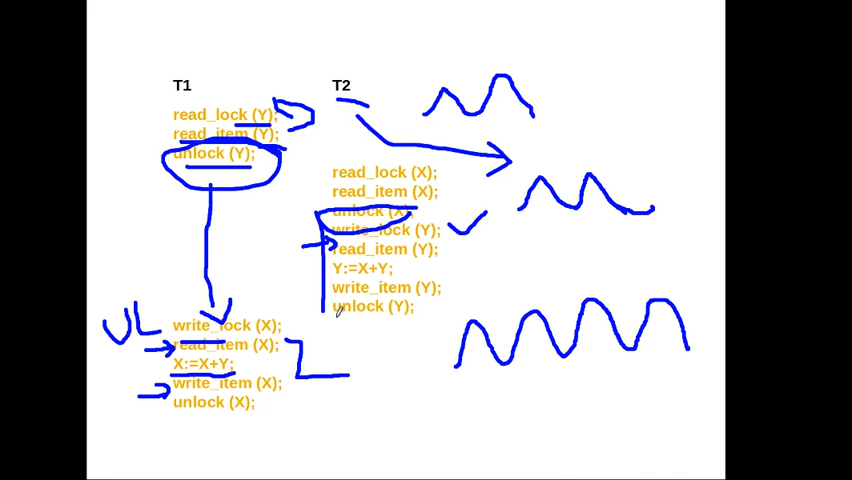 T1
T2
read_lock (Y);
read_item (Y);
unlock (Y);
read_lock (X);
read_item (X);
unlock (X);
write_lock (Y);
read_item (Y);
Y:=X+Y;
write_item (Y);
unlock (Y);
UL
write_lock (X);
read_item (X);
X:=X+Y;
write_item (X);
unlock (X);